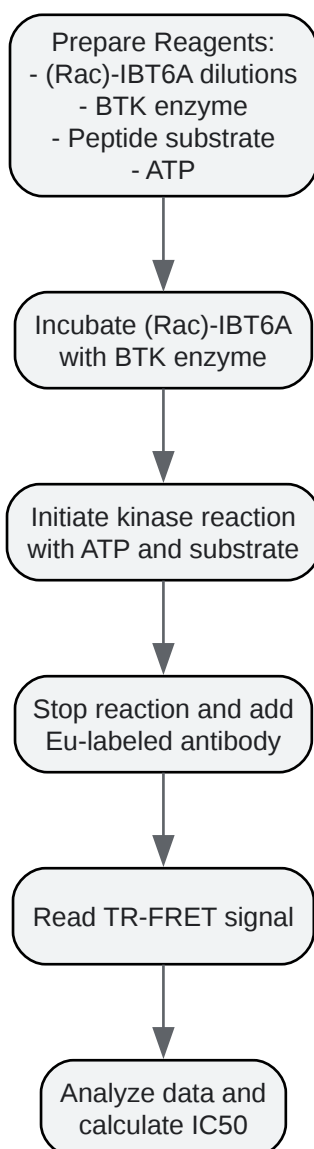 Prepare Reagents:
- (Rac)-IBT6A dilutions
- BTK enzyme
- Peptide substrate
- ATP
Incubate (Rac)-IBT6A
with BTK enzyme
Initiate kinase reaction
with ATP and substrate
Stop reaction and add
Eu-labeled antibody
Read TR-FRET signal
Analyze data and
calculate IC50